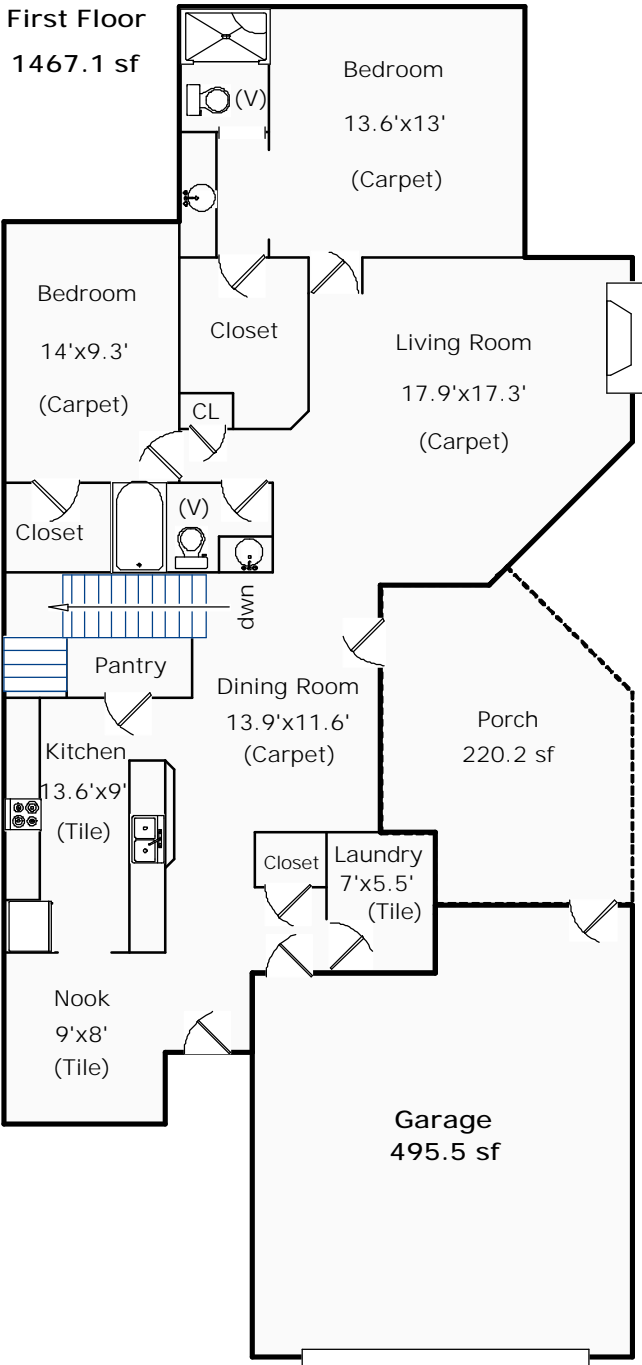 First Floor
1467.1 sf
Bedroom
13.6'x13'
(Carpet)
(V)
Bedroom
14'x9.3'
(Carpet)
Closet
CL
Living Room
17.9'x17.3'
(Carpet)
Closet
(V)
dwn
Pantry
Dining Room
13.9'x11.6'
(Carpet)
Porch
220.2 sf
Kitchen
13.6'x9'
(Tile)
Closet
Laundry
7'x5.5'
(Tile)
Nook
9'x8'
(Tile)
Garage
495.5 sf